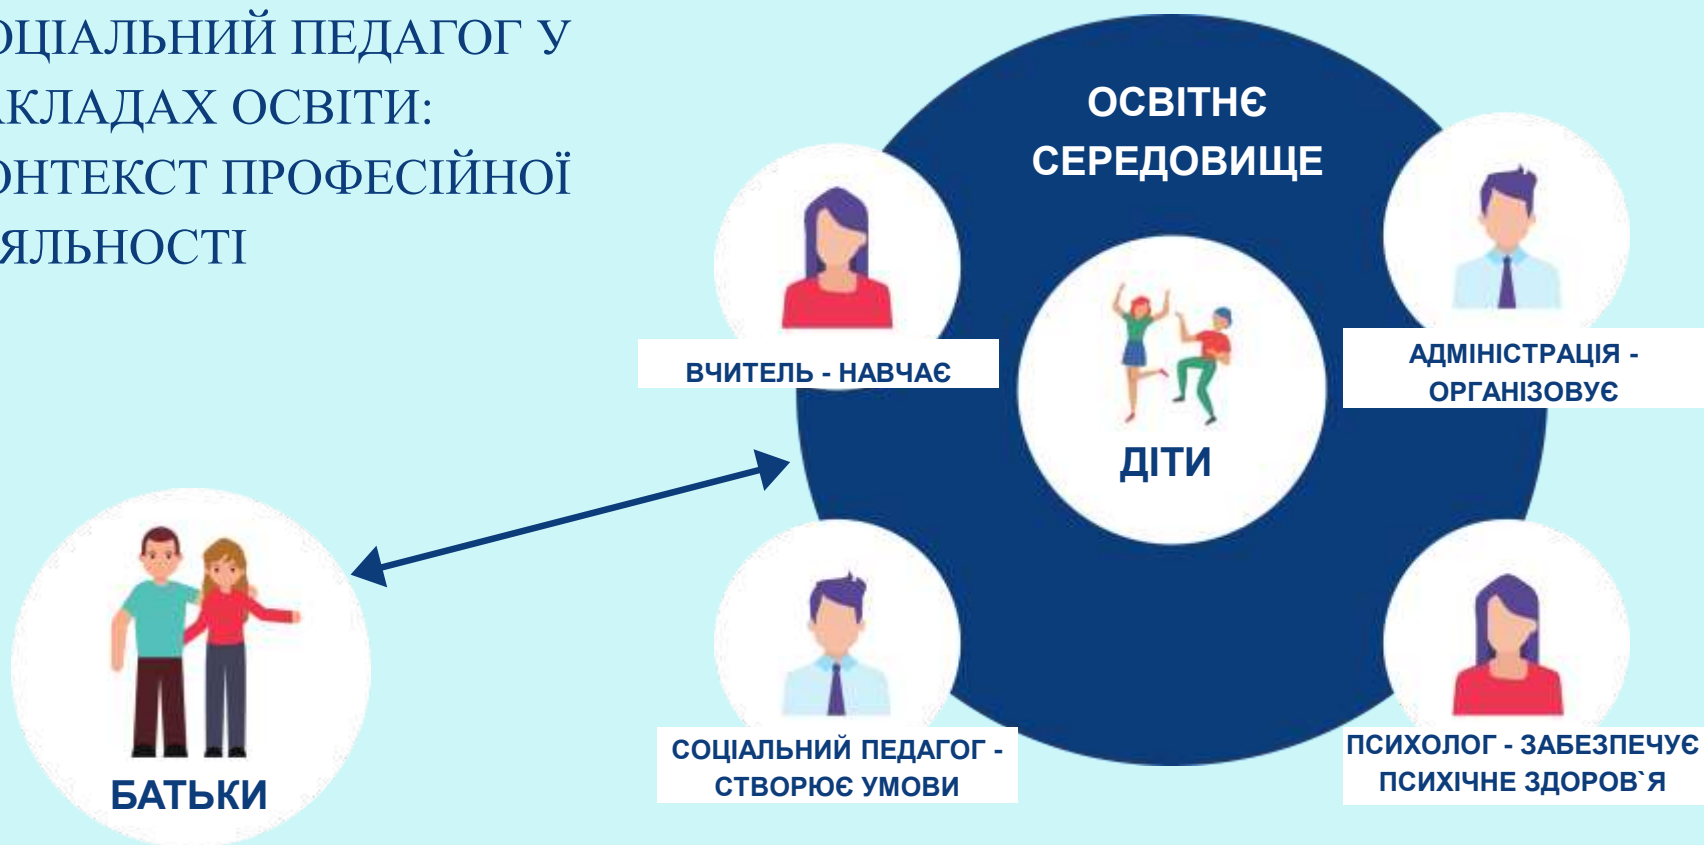 ОЦІАЛЬНИЙ ПЕДАГОГ У
АКЛАДАХ ОСВІТИ:
ОНТЕКСТ ПРОФЕСІЙНОЇ
ЯЛЬНОСТІ
ОСВІТНЄ
СЕРЕДОВИЩЕ
ВЧИТЕЛЬ - НАВЧАЄ
АДМІНІСТРАЦІЯ -
ОРГАНІЗОВУЄ
ДІТИ
СОЦІАЛЬНИЙ ПЕДАГОГ -
СТВОРЮЄ УМОВИ
ПСИХОЛОГ - ЗАБЕЗПЕЧУЄ
ПСИХІЧНЕ ЗДОРОВ`Я
БАТЬКИ